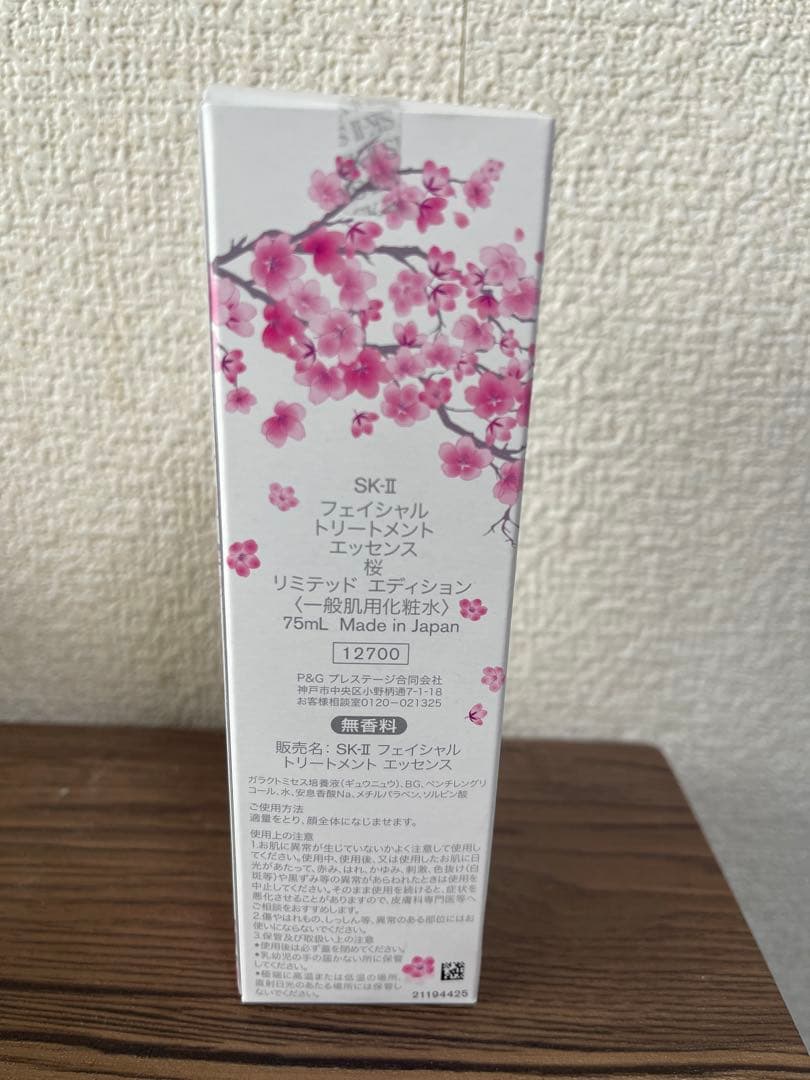 SK-II
フェイシャル
トリートメント
エッセンス
桜
リミテッド エディション
〈一般肌用化粧水〉
75mL Made in Japan
12700
P&G プレステージ合同会社
神戸市中央区小野柄通7-1-18
お客様相談室0120-021325
無香料
販売名: SK-II フェイシャル
トリートメント エッセンス
ガラクトミセス培養液(ギュウニュウ)、BG、ペンチレングリ
コール、水、安息香酸Na、メチルパラベン、ソルビン酸
ご使用方法
適量をとり、顔全体になじませます。
使用上の注意
1.お肌に異常が生じていないかよく注意して使用し
てください。使用中、使用後、又は使用したお肌に日
光があたって、赤み、はれ、かゆみ、刺激、色抜け(白
斑等)や黒ずみ等の異常があらわれたときは使用を
中止してください。そのまま使用を続けると、症状を
悪化させることがありますので、皮膚科専門医等へ
ご相談をおすすめします。
2.傷やはれもの、しっしん等、異常のある部位にはお
使いにならないでください。
3.保管及び取扱い上の注意
•使用後は必ず蓋を閉めてください。
•乳幼児の手の届かない所に保管
してください。
•極端に高温または低温の場所、
直射日光のあたる場所には保管し
ないでください。
21194425